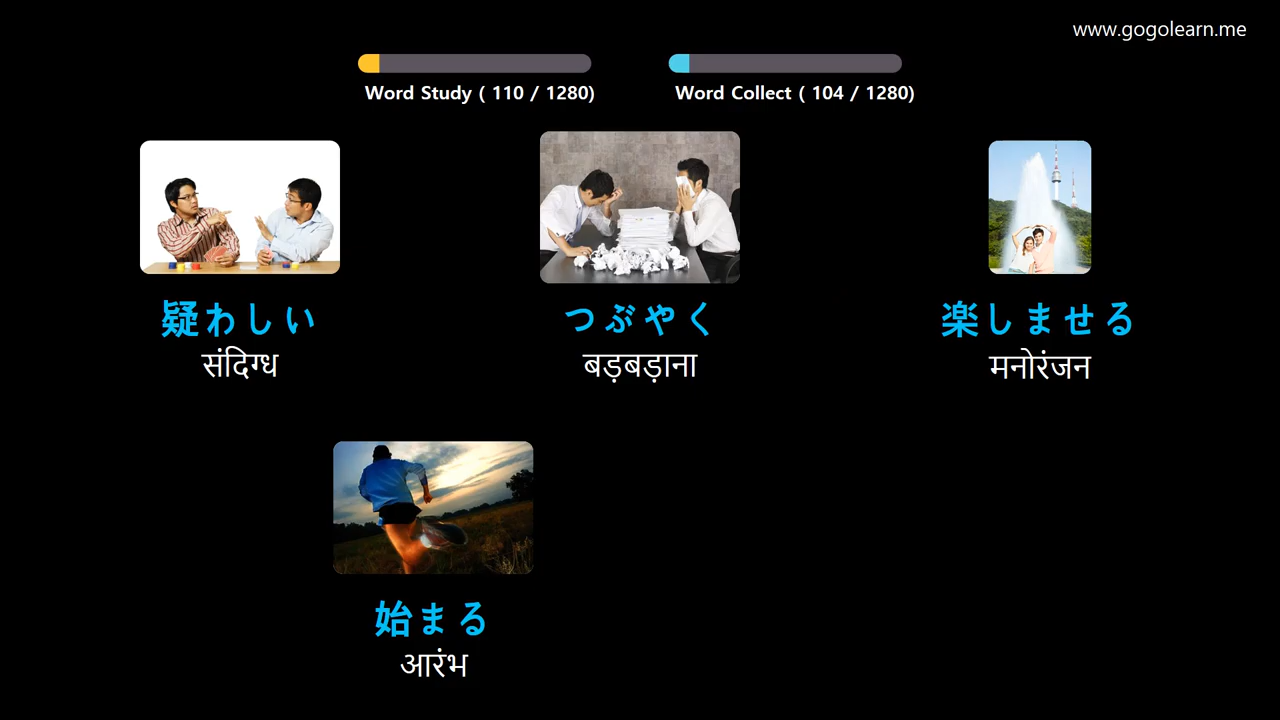 www.gogolearn.me
Word Study ( 110 / 1280)
Word Collect ( 104 / 1280)
疑わしい
संदिग्ध
つぶやく
बड़बड़ाना
楽しませる
मनोरंजन
始まる
आरंभ